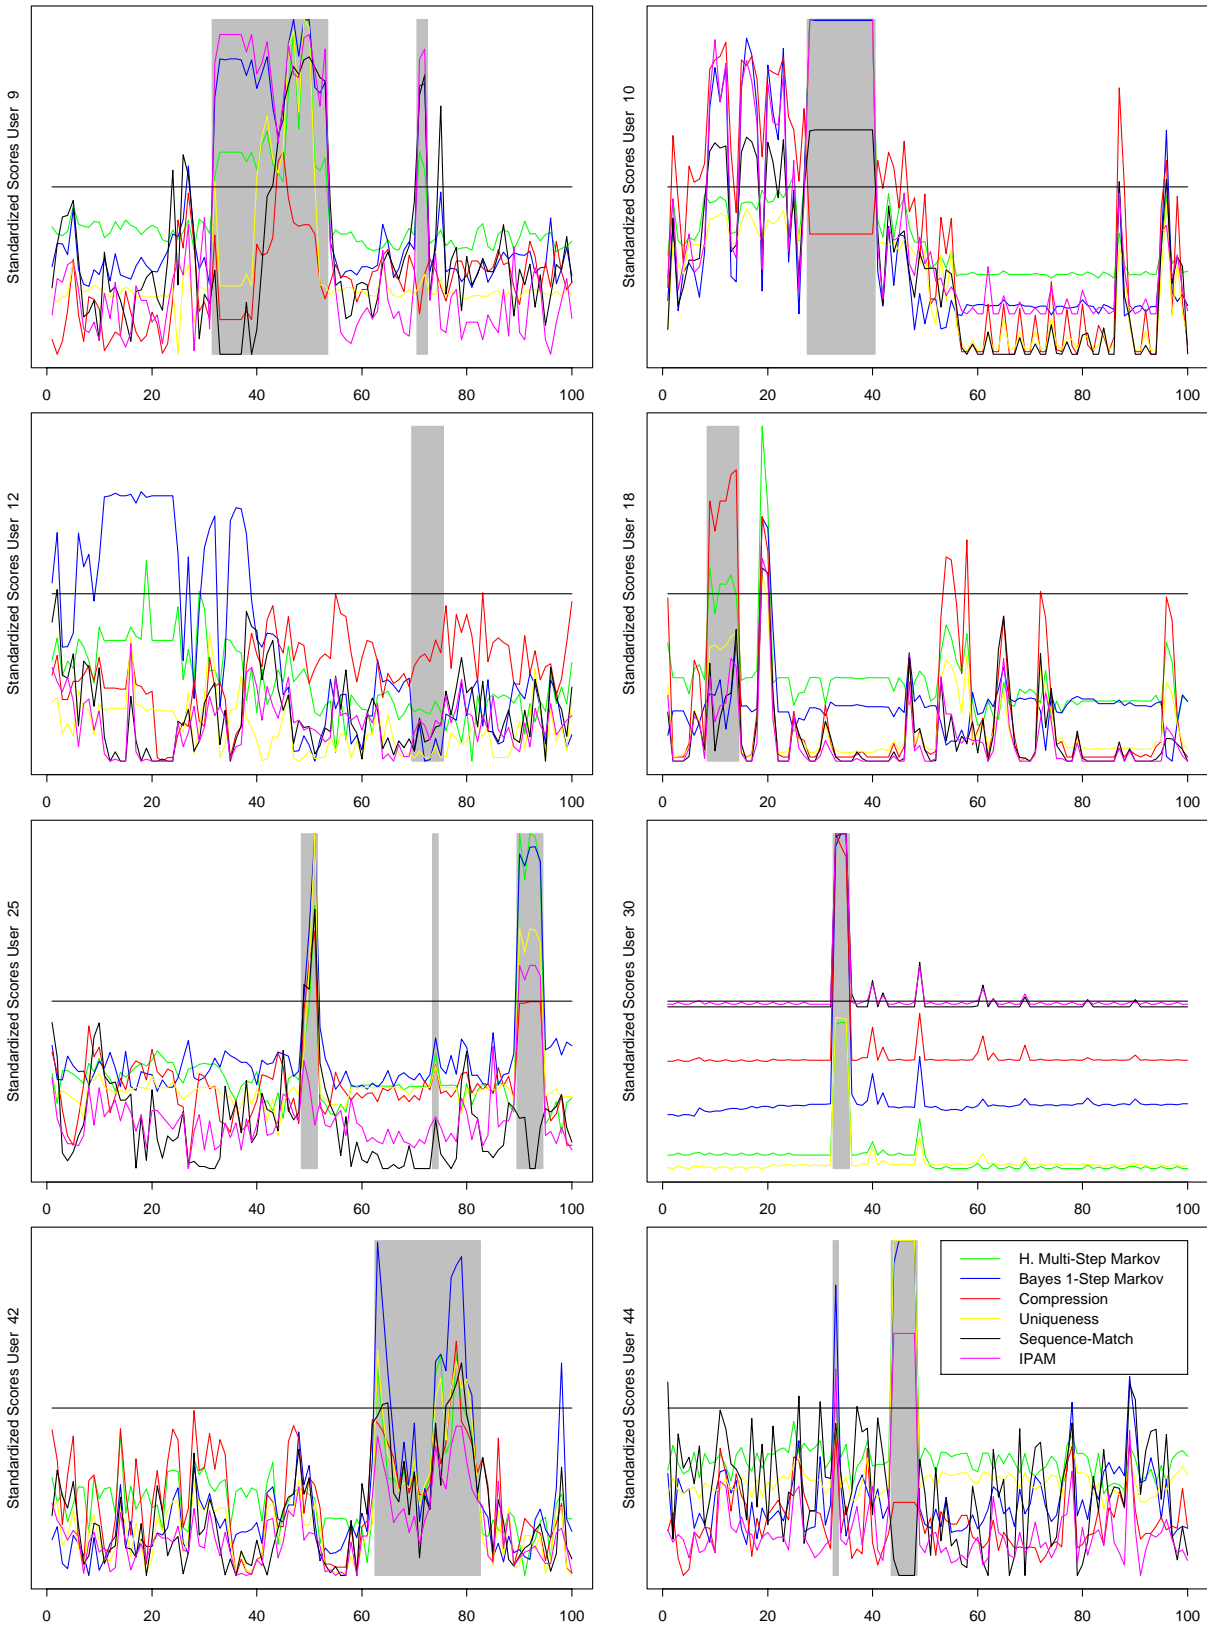 Standardized Scores User 9
0 20 40 60 80 100
Standardized Scores User 10
0 20 40 60 80 100
Standardized Scores User 12
0 20 40 60 80 100
Standardized Scores User 18
0 20 40 60 80 100
Standardized Scores User 25
0 20 40 60 80 100
Standardized Scores User 30
0 20 40 60 80 100
Standardized Scores User 42
0 20 40 60 80 100
Standardized Scores User 44
H. Multi-Step Markov
Bayes 1-Step Markov
Compression
Uniqueness
Sequence-Match
IPAM
0 20 40 60 80 100